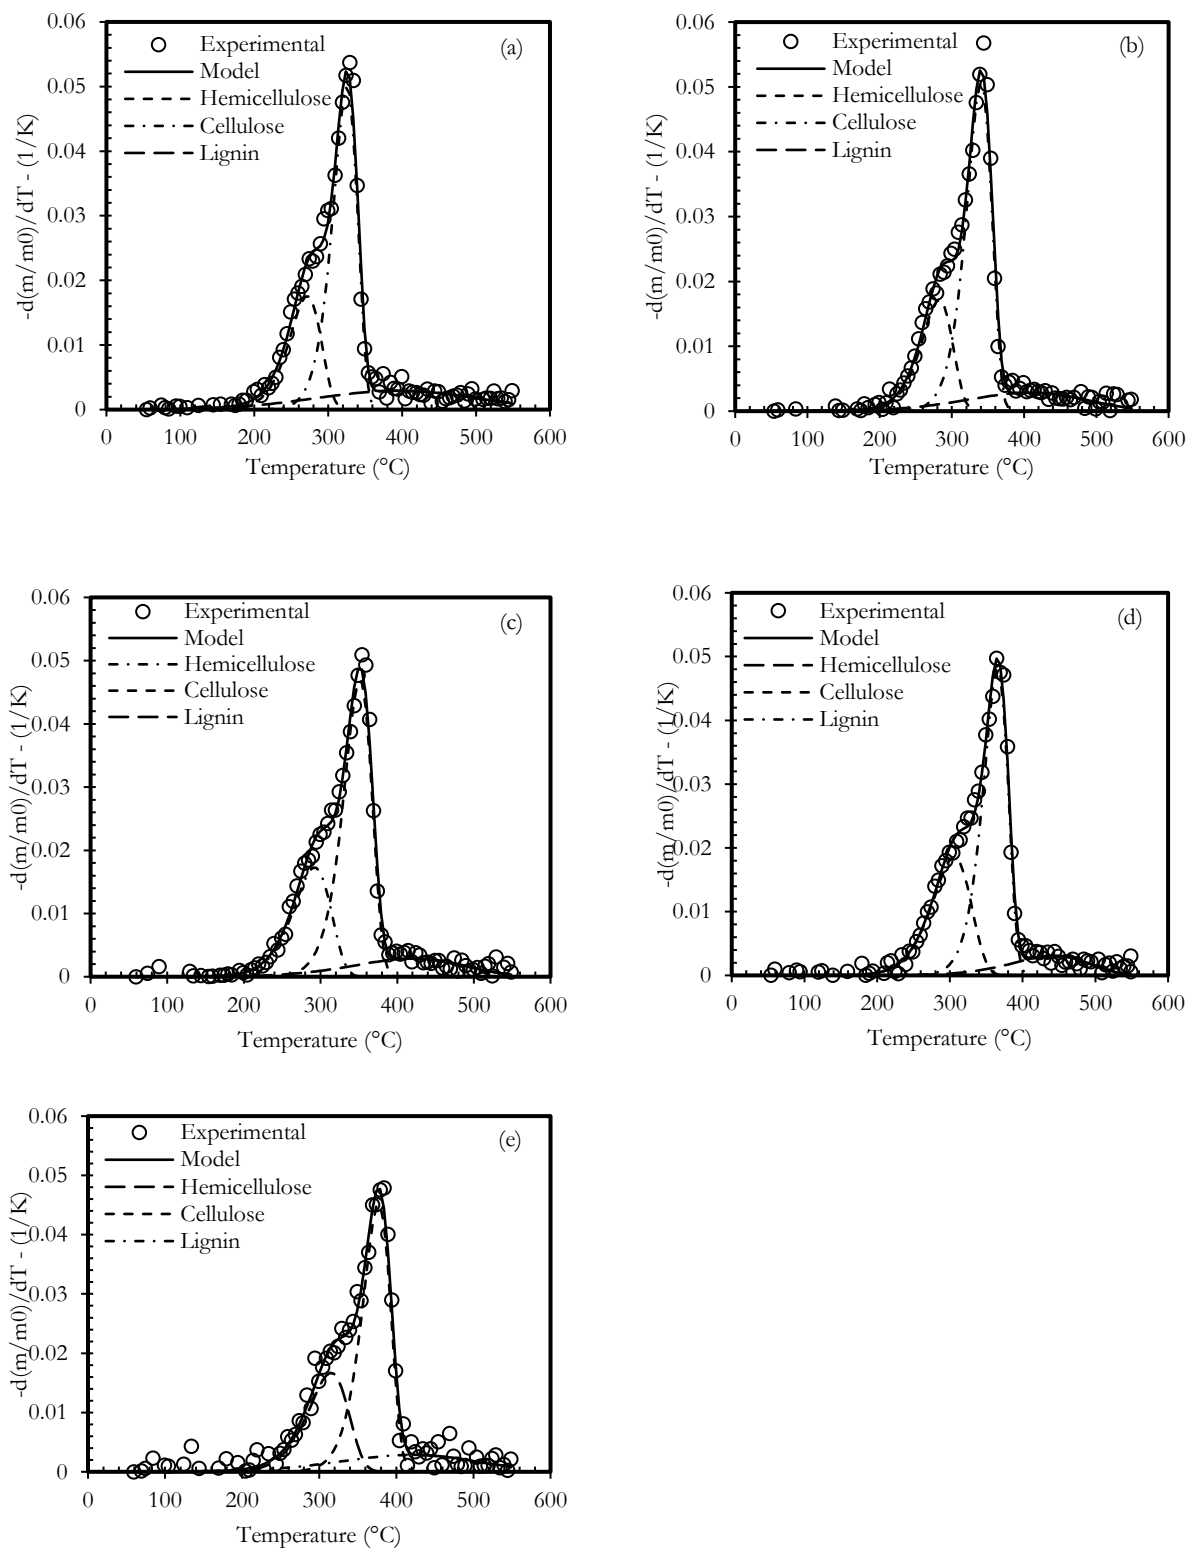 0.06
0.05
0.04
0.03
0.02
0.01
0
-d(m/m0)/dT - (1/K)
Experimental
Model
Hemicellulose
Cellulose
Lignin
(a)
0 100 200 300 400 500 600
Temperature (°C)
0.06
0.05
0.04
0.03
0.02
0.01
0
-d(m/m0)/dT - (1/K)
Experimental
Model
Hemicellulose
Cellulose
Lignin
(b)
0 100 200 300 400 500 600
Temperature (°C)
0.06
0.05
0.04
0.03
0.02
0.01
0
-d(m/m0)/dT - (1/K)
Experimental
Model
Hemicellulose
Cellulose
Lignin
(c)
0 100 200 300 400 500 600
Temperature (°C)
0.06
0.05
0.04
0.03
0.02
0.01
0
-d(m/m0)/dT - (1/K)
Experimental
Model
Hemicellulose
Cellulose
Lignin
(d)
0 100 200 300 400 500 600
Temperature (°C)
0.06
0.05
0.04
0.03
0.02
0.01
0
-d(m/m0)/dT - (1/K)
Experimental
Model
Hemicellulose
Cellulose
Lignin
(e)
0 100 200 300 400 500 600
Temperature (°C)